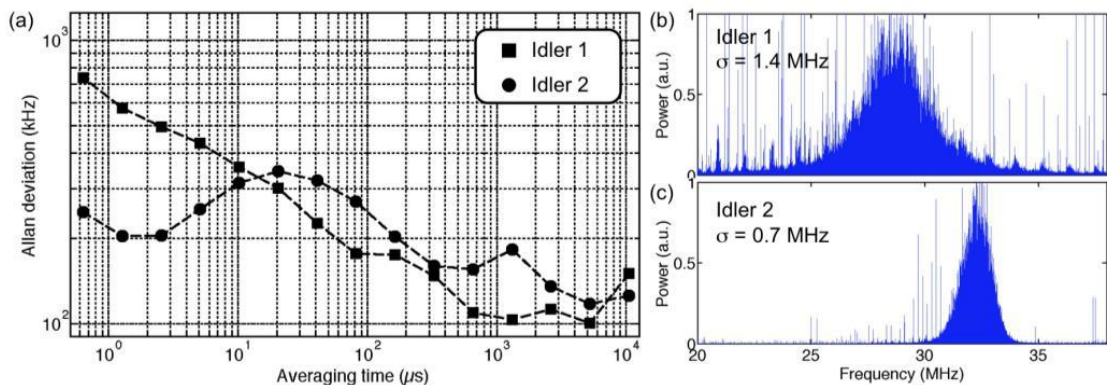 (a)
10³
10²
Allan deviation (kHz)
Idler 1
Idler 2
10⁰ 10¹ 10² 10³ 10⁴
Averaging time (µs)
(b)
Idler 1
σ = 1.4 MHz
1
0.5
0
Power (a.u.)
(c)
Idler 2
σ = 0.7 MHz
1
0.5
0
Power (a.u.)
20 25 30 35
Frequency (MHz)